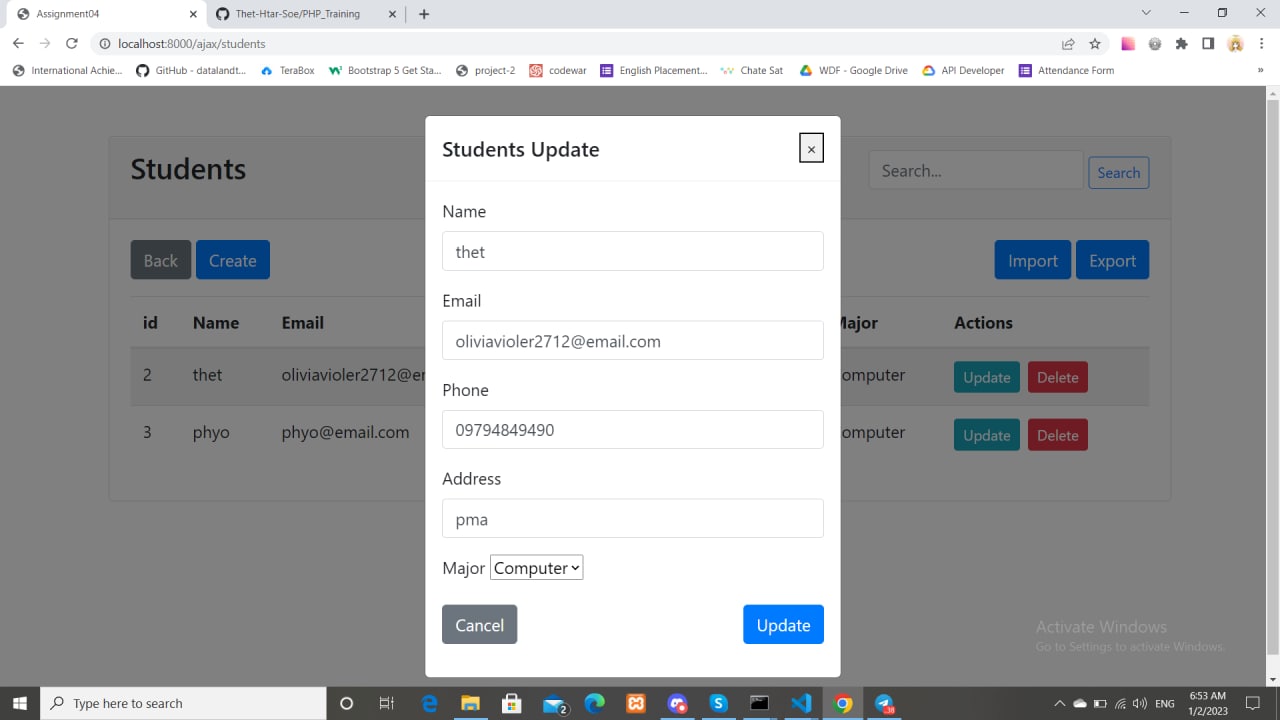 Assignment04
Thet-Htar-Soe/PHP_Training
localhost:8000/ajax/students
International Achie...
GitHub - datalandt...
TeraBox
Bootstrap 5 Get Sta...
project-2
codewar
English Placement...
Chate Sat
WDF - Google Drive
API Developer
Attendance Form
»
Students
Search...
Search
Back
Create
Import
Export
id Name Email Major Actions
2 thet oliviavioler2712@em omputer Update Delete
3 phyo phyo@email.com omputer Update Delete
Students Update
×
Name
thet
Email
oliviavioler2712@email.com
Phone
09794849490
Address
pma
Major Computer
Cancel
Update
Activate Windows
Go to Settings to activate Windows.
Type here to search
2
38
ENG
6:53 AM
1/2/2023